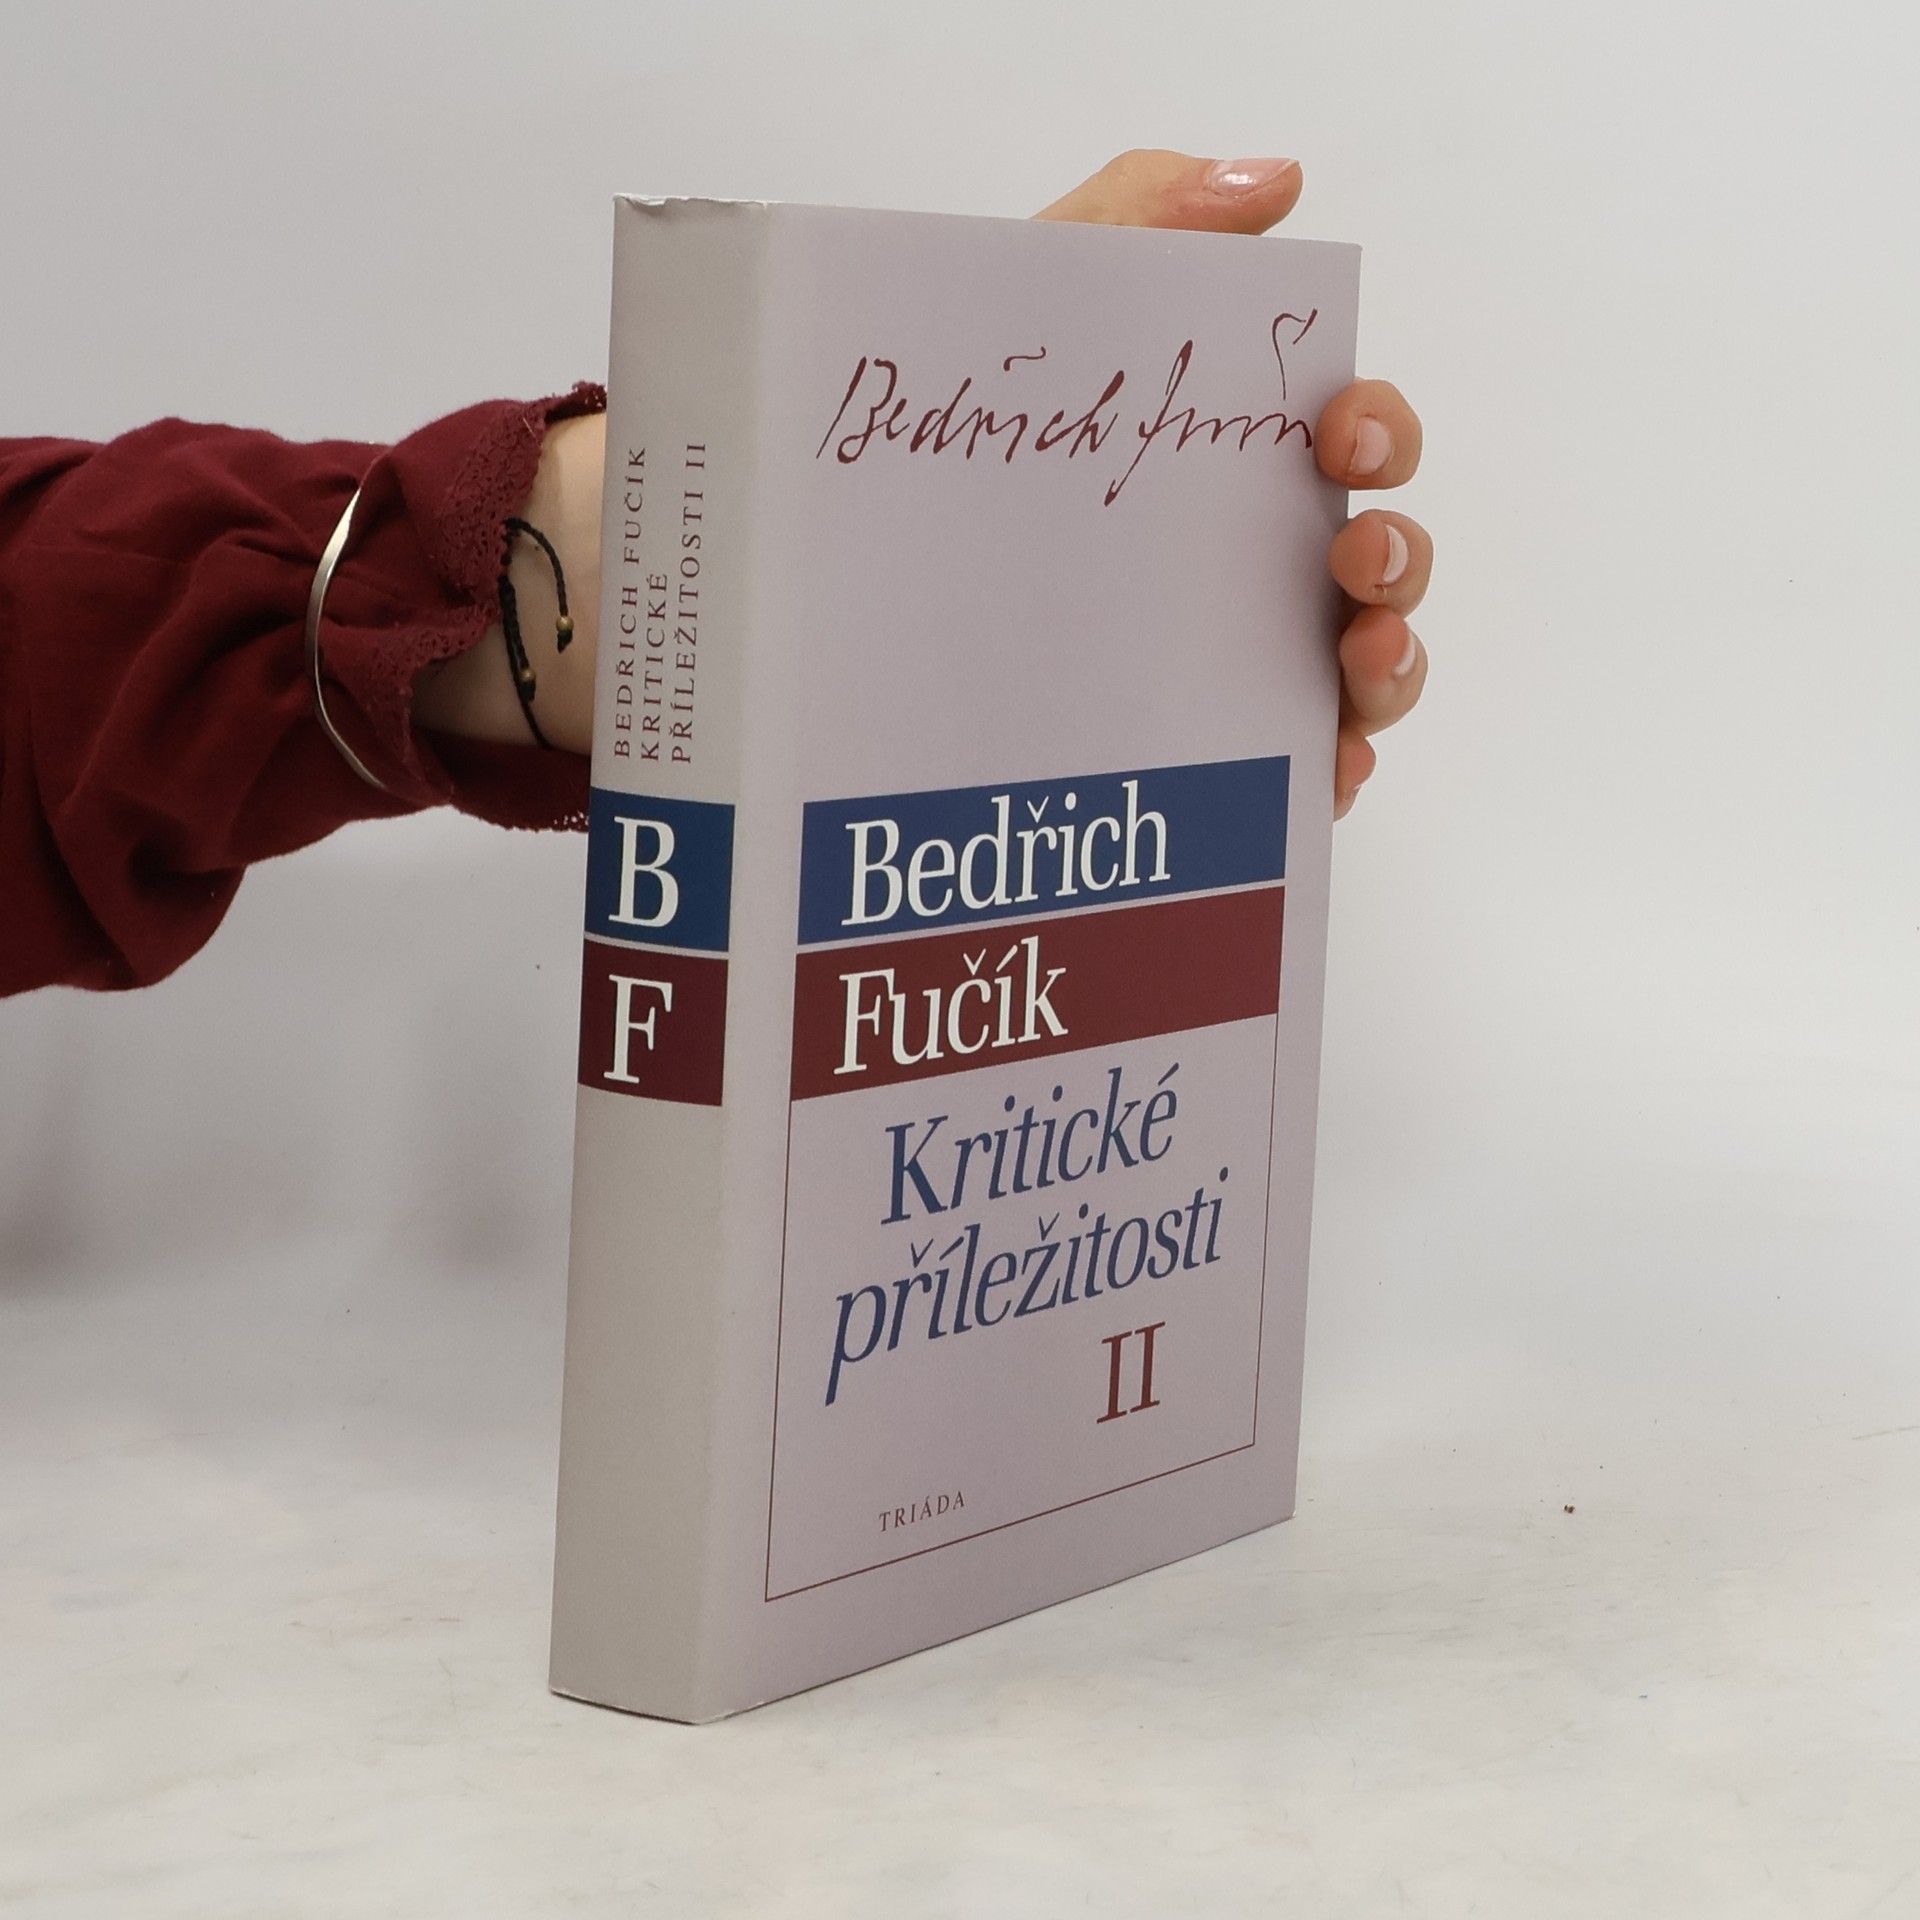 BEDŘICH FUČÍK
KRITICKÉ
PŘÍLEŽITOSTI II
B
F
Bedřich Fučík
Bedřich
Fučík
Kritické
příležitosti
II
TRIÁDA